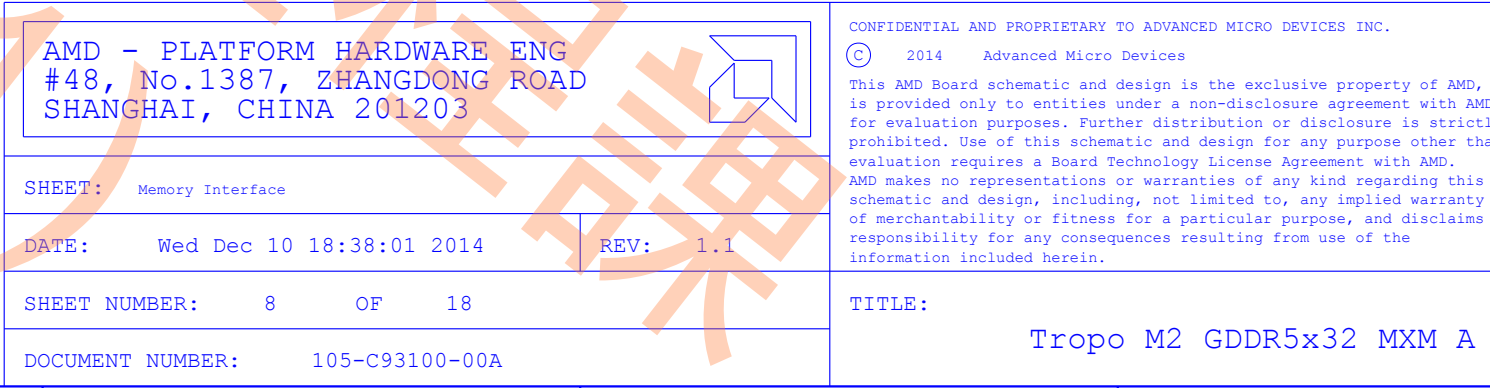 AMD - PLATFORM HARDWARE ENG
#48, No.1387, ZHANGDONG ROAD
SHANGHAI, CHINA 201203
SHEET: Memory Interface
DATE: Wed Dec 10 18:38:01 2014 REV: 1.1
SHEET NUMBER: 8 OF 18
DOCUMENT NUMBER: 105-C93100-00A
CONFIDENTIAL AND PROPRIETARY TO ADVANCED MICRO DEVICES INC.
© 2014 Advanced Micro Devices
This AMD Board schematic and design is the exclusive property of AMD,
is provided only to entities under a non-disclosure agreement with AMD
for evaluation purposes. Further distribution or disclosure is strictl
prohibited. Use of this schematic and design for any purpose other tha
evaluation requires a Board Technology License Agreement with AMD.
AMD makes no representations or warranties of any kind regarding this
schematic and design, including, not limited to, any implied warranty
of merchantability or fitness for a particular purpose, and disclaims
responsibility for any consequences resulting from use of the
information included herein.
TITLE:
Tropo M2 GDDR5x32 MXM A
課